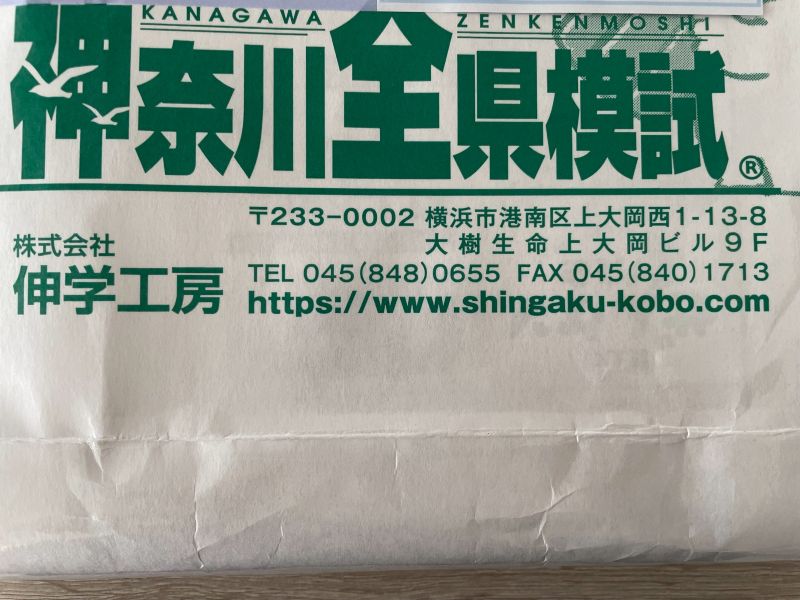 KANAGAWA ZENKENMOSHI
神奈川全県模試®
〒233-0002 横浜市港南区上大岡西1-13-8
大樹生命上大岡ビル9F
株式会社
伸学工房
TEL 045(848)0655 FAX 045(840)1713
https://www.shingaku-kobo.com